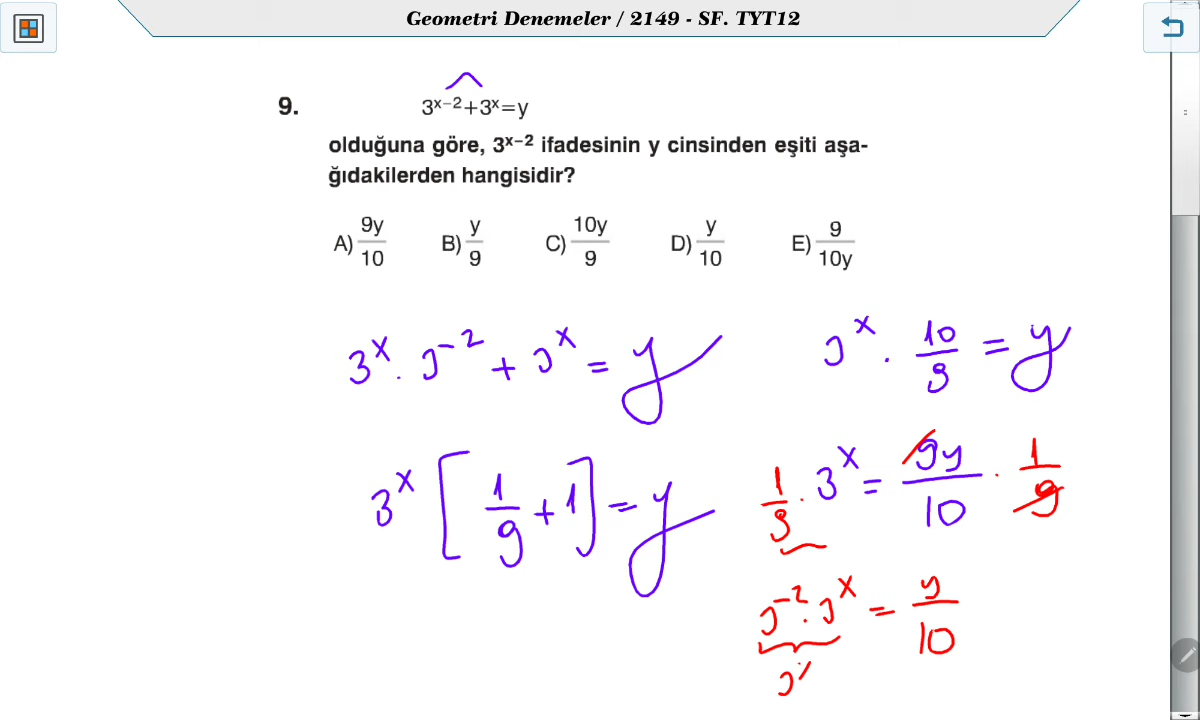 Geometri Denemeler / 2149 - SF. TYT12
9.
3ˣ⁻²+3ˣ=y
olduğuna göre, 3ˣ⁻² ifadesinin y cinsinden eşiti aşa-
ğıdakilerden hangisidir?
A) 9y/10 B) y/9 C) 10y/9 D) y/10 E) 9/10y
3ˣ . 3⁻² + 3ˣ = y
3ˣ . 10/9 = y
3ˣ [1/9 + 1] = y
1/9 . 3ˣ = 9y/10 . 1/9
3⁻² . 3ˣ = y/10